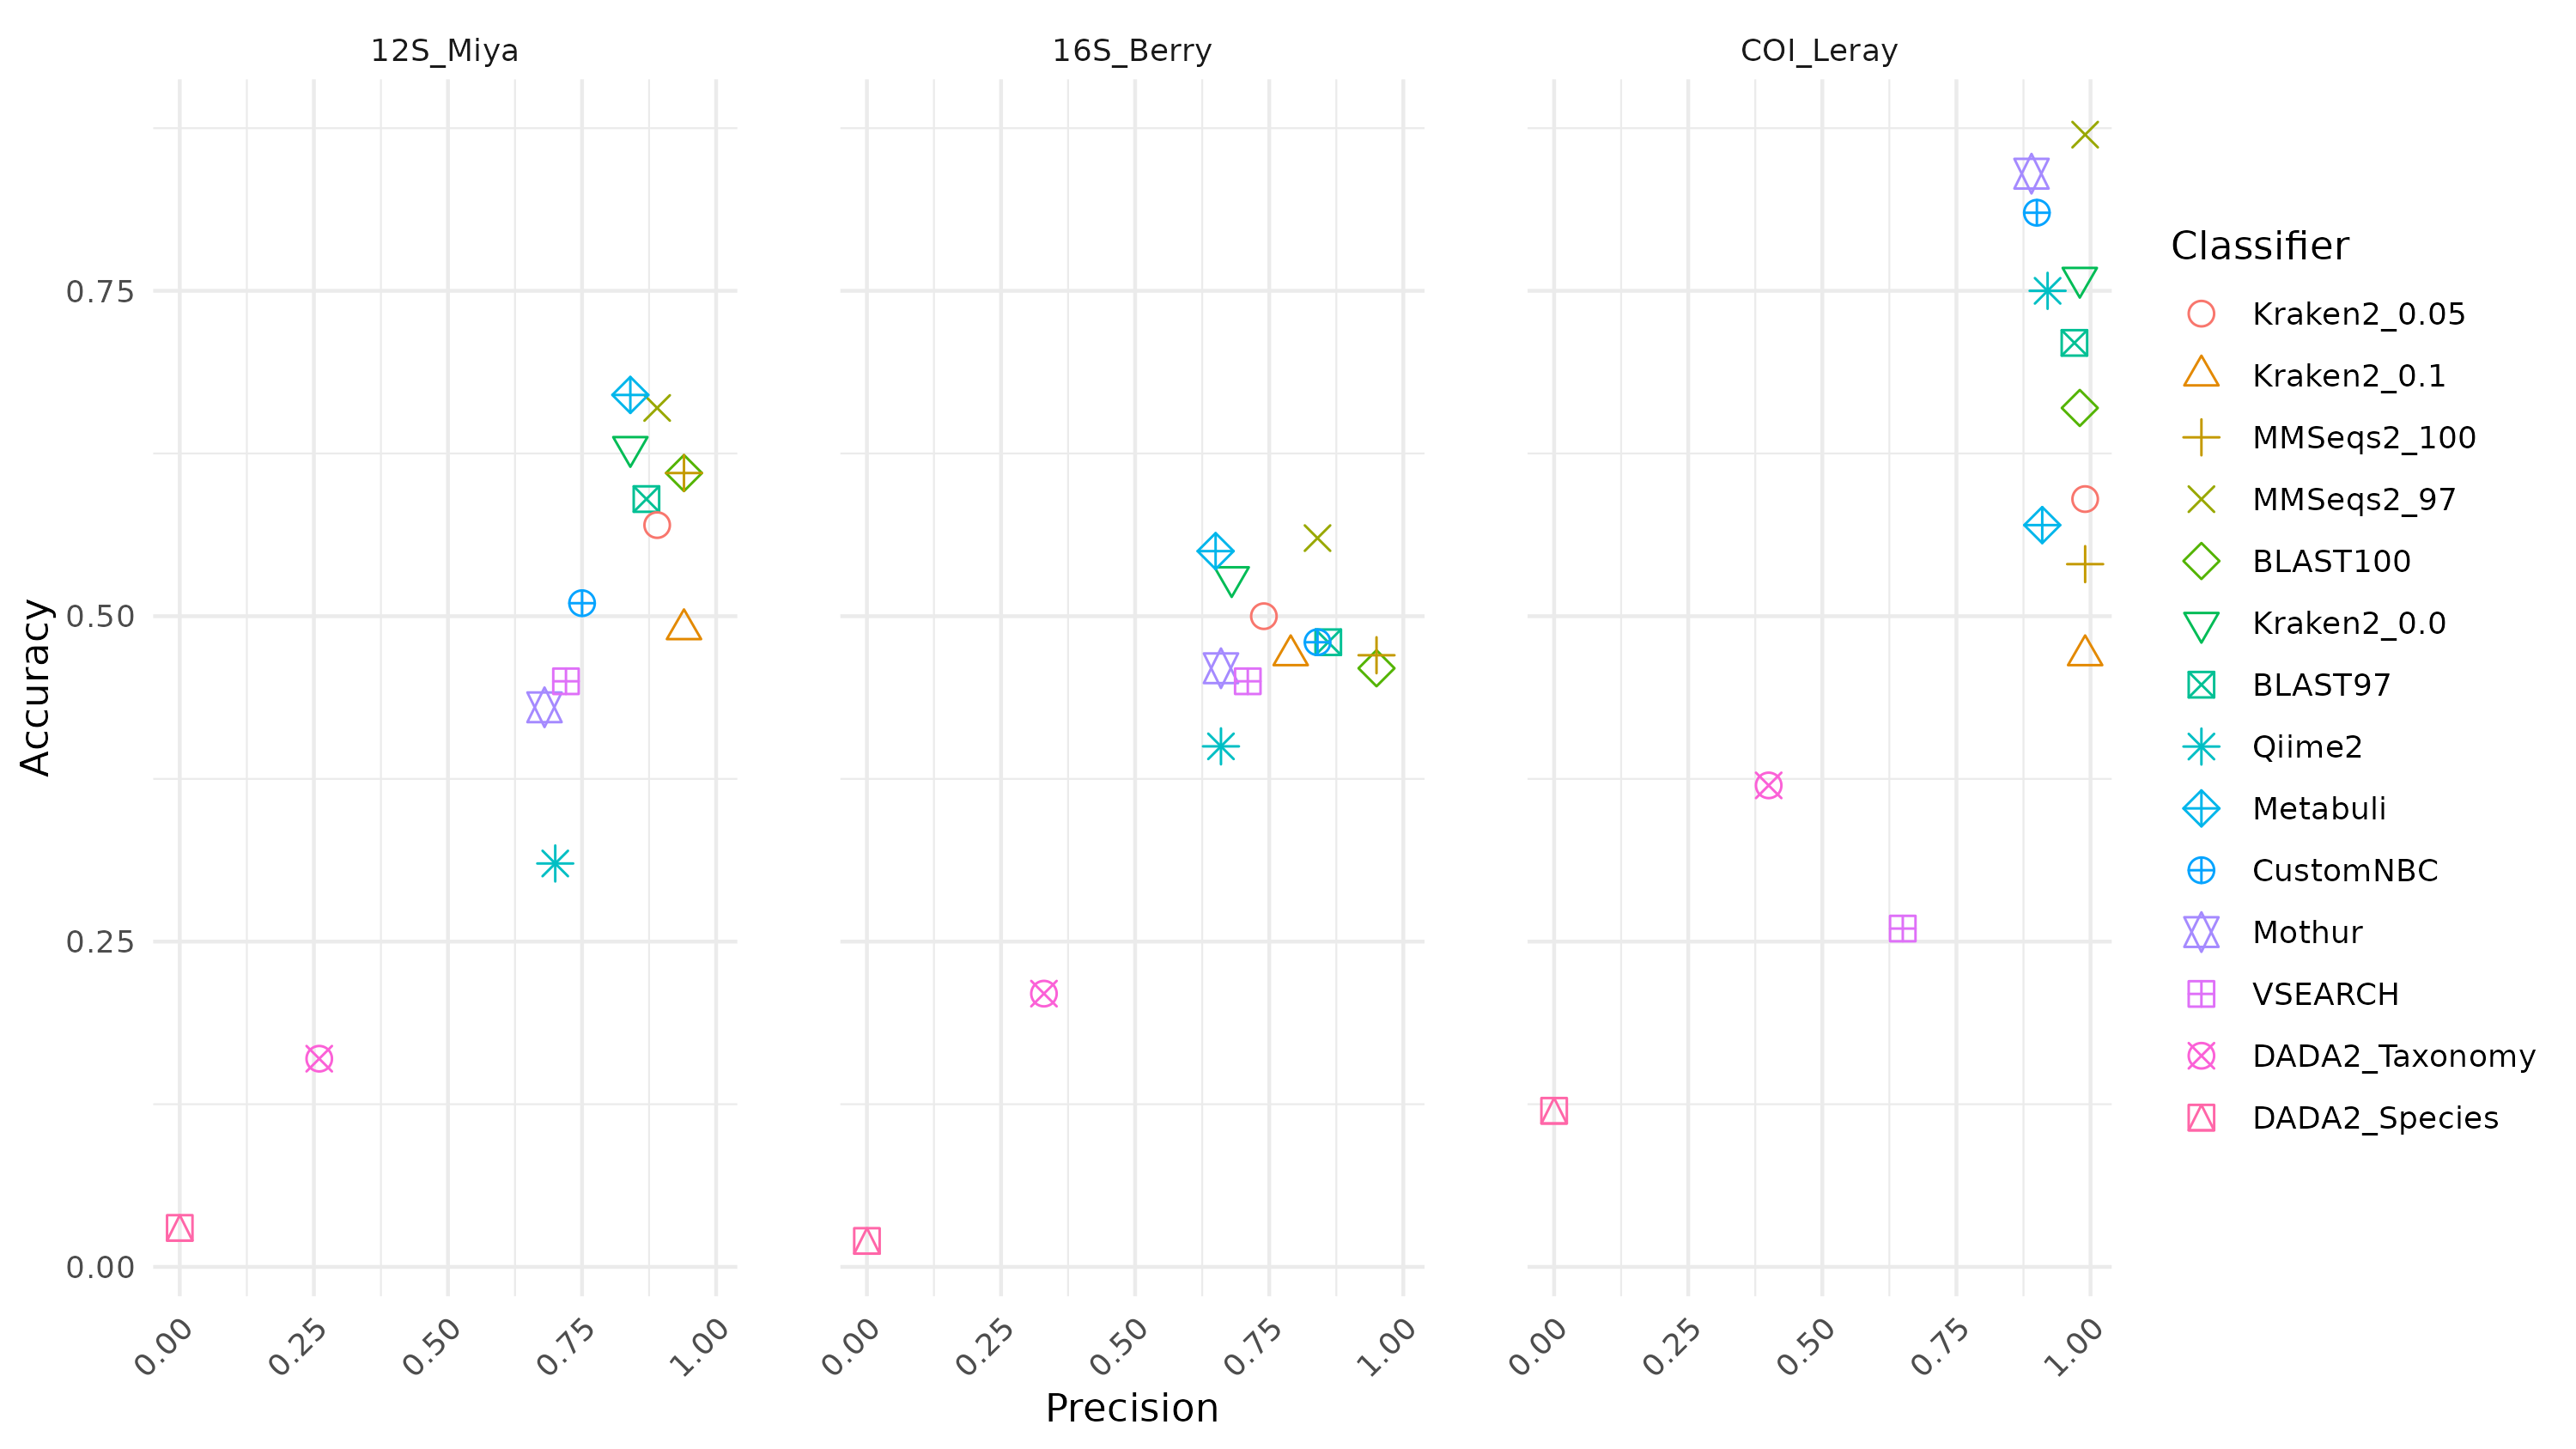 12S_Miya
16S_Berry
COI_Leray
Accuracy
0.75
0.50
0.25
0.00
0.00 0.25 0.50 0.75 1.00
0.00 0.25 0.50 0.75 1.00
0.00 0.25 0.50 0.75 1.00
Precision
Classifier
Kraken2_0.05
Kraken2_0.1
MMSeqs2_100
MMSeqs2_97
BLAST100
Kraken2_0.0
BLAST97
Qiime2
Metabuli
CustomNBC
Mothur
VSEARCH
DADA2_Taxonomy
DADA2_Species